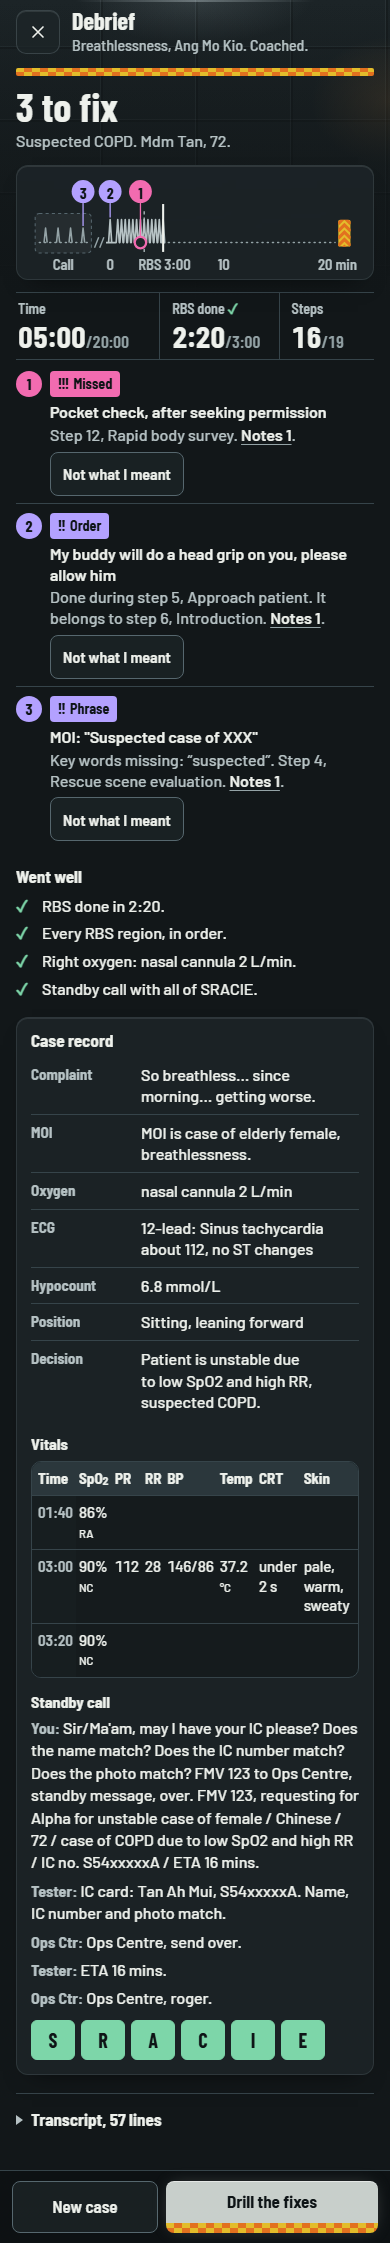 Debrief
Breathlessness, Ang Mo Kio. Coached.
3 to fix
Suspected COPD. Mdm Tan, 72.
3 2 1
Call // 0 RBS 3:00 10 20 min
Time RBS done ✓ Steps
05:00/20:00 2:20/3:00 16/19
1 !!! Missed
Pocket check, after seeking permission
Step 12, Rapid body survey. Notes 1.
Not what I meant
2 !! Order
My buddy will do a head grip on you, please
allow him
Done during step 5, Approach patient. It
belongs to step 6, Introduction. Notes 1.
Not what I meant
3 !! Phrase
MOI: "Suspected case of XXX"
Key words missing: “suspected”. Step 4,
Rescue scene evaluation. Notes 1.
Not what I meant
Went well
✓ RBS done in 2:20.
✓ Every RBS region, in order.
✓ Right oxygen: nasal cannula 2 L/min.
✓ Standby call with all of SRACIE.
Case record
Complaint So breathless... since
morning... getting worse.
MOI MOI is case of elderly female,
breathlessness.
Oxygen nasal cannula 2 L/min
ECG 12-lead: Sinus tachycardia
about 112, no ST changes
Hypocount 6.8 mmol/L
Position Sitting, leaning forward
Decision Patient is unstable due
to low SpO2 and high RR,
suspected COPD.
Vitals
Time SpO₂ PR RR BP Temp CRT Skin
01:40 86%
RA
03:00 90% 112 28 146/86 37.2 under pale,
NC °C 2 s warm,
sweaty
03:20 90%
NC
Standby call
You: Sir/Ma'am, may I have your IC please? Does
the name match? Does the IC number match?
Does the photo match? FMV 123 to Ops Centre,
standby message, over. FMV 123, requesting for
Alpha for unstable case of female / Chinese /
72 / case of COPD due to low SpO2 and high RR
/ IC no. S54xxxxxA / ETA 16 mins.
Tester: IC card: Tan Ah Mui, S54xxxxxA. Name,
IC number and photo match.
Ops Ctr: Ops Centre, send over.
Tester: ETA 16 mins.
Ops Ctr: Ops Centre, roger.
S R A C I E
Transcript, 57 lines
New case Drill the fixes